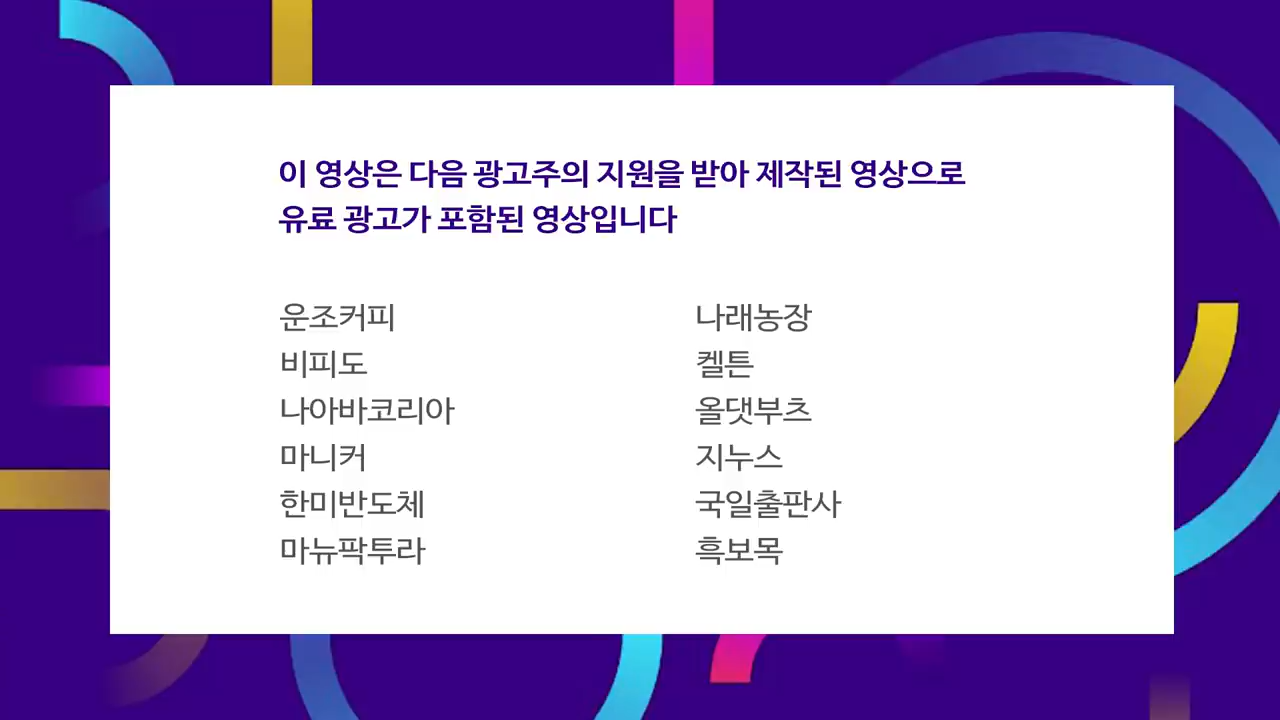 이 영상은 다음 광고주의 지원을 받아 제작된 영상으로
유료 광고가 포함된 영상입니다
운조커피
비피도
나아바코리아
마니커
한미반도체
마뉴팍투라
나래농장
켈튼
올댓부츠
지누스
국일출판사
흑보목